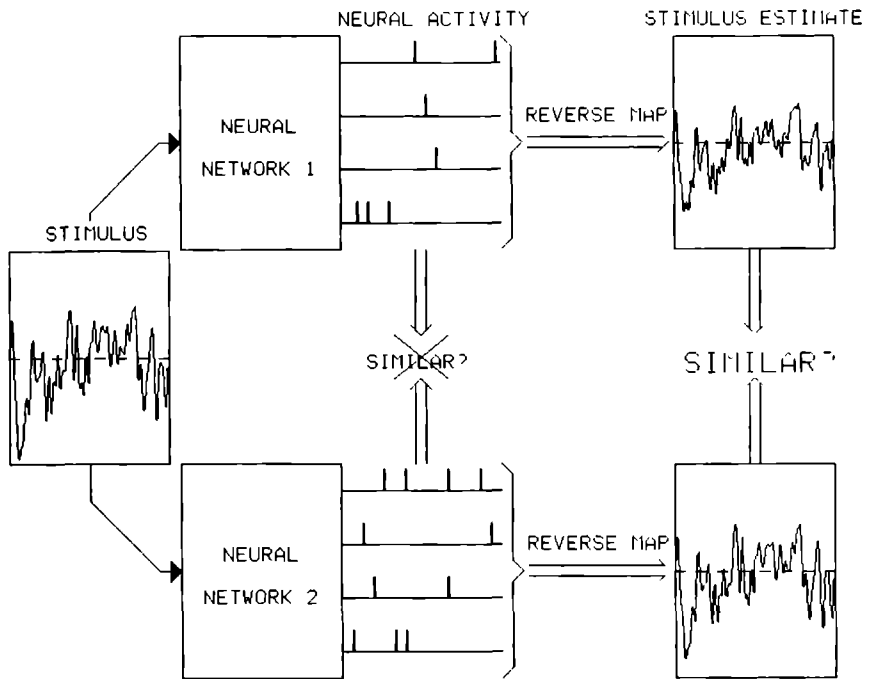 NEURAL ACTIVITY
STIMULUS ESTIMATE
NEURAL
NETWORK 1
REVERSE MAP
STIMULUS
SIMILAR?
SIMILAR?
NEURAL
NETWORK 2
REVERSE MAP